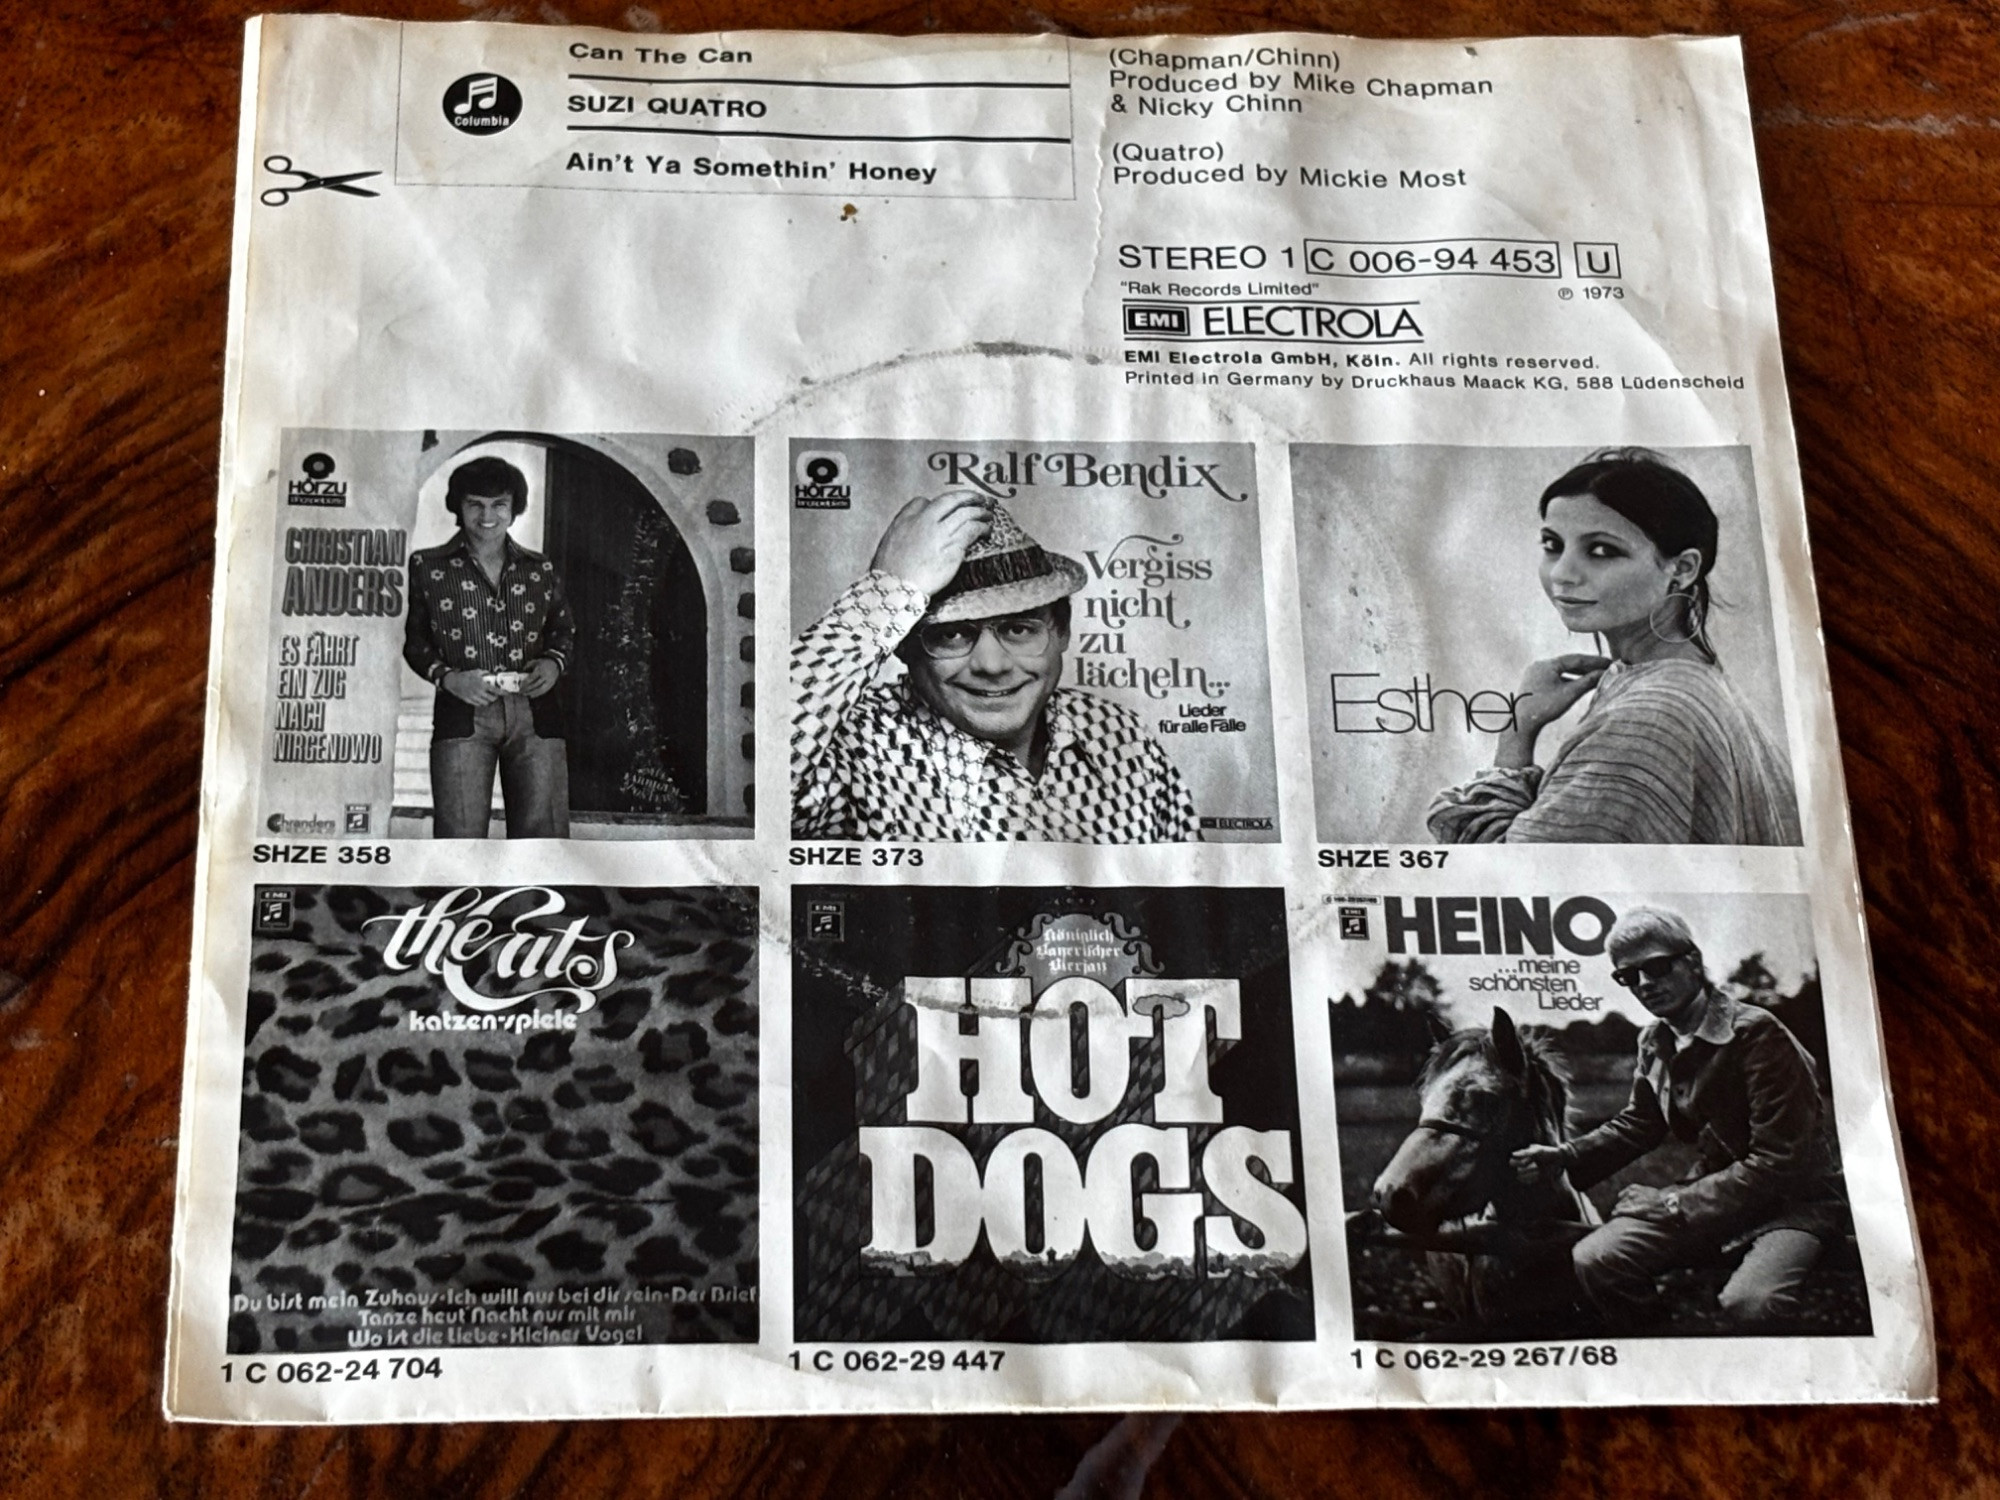 Can The Can
Columbia
SUZI QUATRO
Ain't Ya Somethin' Honey
(Chapman/Chinn)
Produced by Mike Chapman
& Nicky Chinn
(Quatro)
Produced by Mickie Most
STEREO 1 C 006-94 453 U
"Rak Records Limited"
℗ 1973
EMI ELECTROLA
EMI Electrola GmbH, Köln. All rights reserved.
Printed in Germany by Druckhaus Maack KG, 588 Lüdenscheid
HÖRZU
CHRISTIAN
ANDERS
ES FÄHRT
EIN ZUG
NACH
NIRGENDWO
Chranders
EMI
SHZE 358
HÖRZU
Ralf Bendix
Vergiss
nicht
zu
lächeln...
Lieder
für alle Fälle
EMI ELECTROLA
SHZE 373
Esther
SHZE 367
EMI
the Cats
katzen-spiele
Du bist mein Zuhaus·Ich will nur bei dir sein·Der Brief
Tanze heut' Nacht nur mit mir
Wo ist die Liebe·Kleiner Vogel
1 C 062-24 704
EMI
Königlich
Bayerischer
Bierjazz
HOT
DOGS
1 C 062-29 447
EMI
HEINO
...meine
schönsten
Lieder
1 C 062-29 267/68